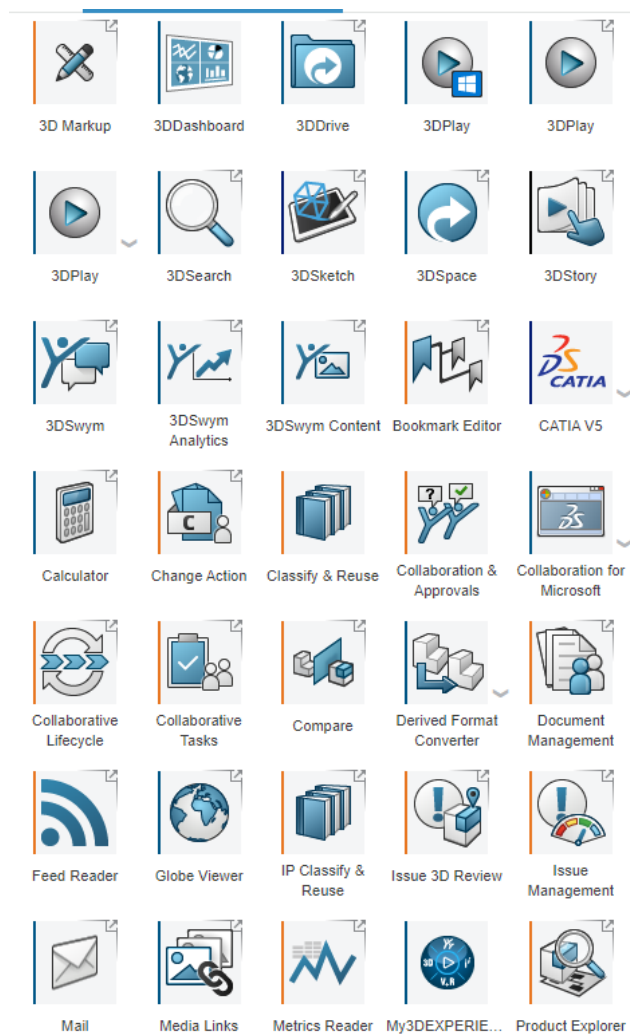 3D Markup
3DDashboard
3DDrive
3DPlay
3DPlay
3DPlay
3DSearch
3DSketch
3DSpace
3DStory
3DSwym
3DSwym
Analytics
3DSwym Content
Bookmark Editor
CATIA
CATIA V5
Calculator
C
Change Action
Classify & Reuse
?
Collaboration &
Approvals
Collaboration for
Microsoft
Collaborative
Lifecycle
Collaborative
Tasks
Compare
Derived Format
Converter
Document
Management
Feed Reader
Globe Viewer
IP Classify &
Reuse
Issue 3D Review
Issue
Management
Mail
Media Links
Metrics Reader
3D
V.R
My3DEXPERIE...
Product Explorer